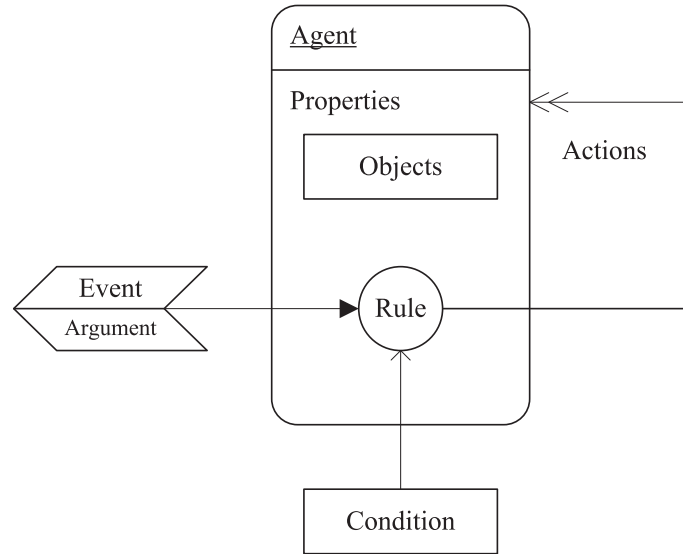 Agent
Properties
Objects
Actions
Event
Argument
Rule
Condition